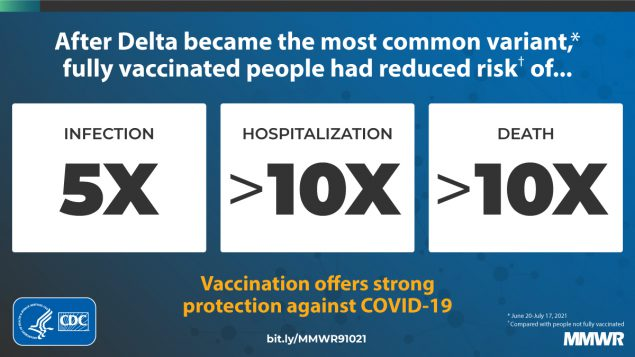 After Delta became the most common variant,*
fully vaccinated people had reduced risk† of...
INFECTION
5X
HOSPITALIZATION
>10X
DEATH
>10X
Vaccination offers strong
protection against COVID-19
CDC
bit.ly/MMWR91021
* June 20-July 17, 2021
† Compared with people not fully vaccinated
MMWR